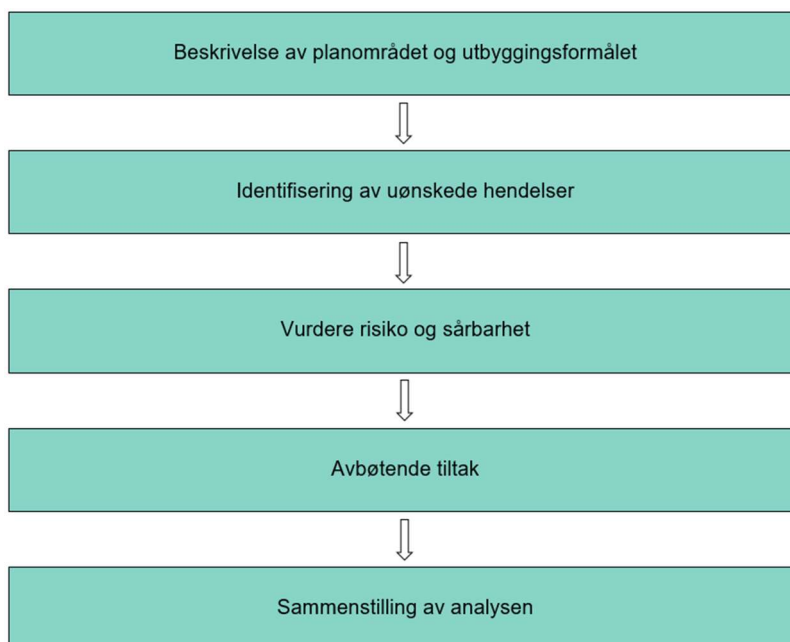 Beskrivelse av planområdet og utbyggingsformålet
Identifisering av uønskede hendelser
Vurdere risiko og sårbarhet
Avbøtende tiltak
Sammenstilling av analysen